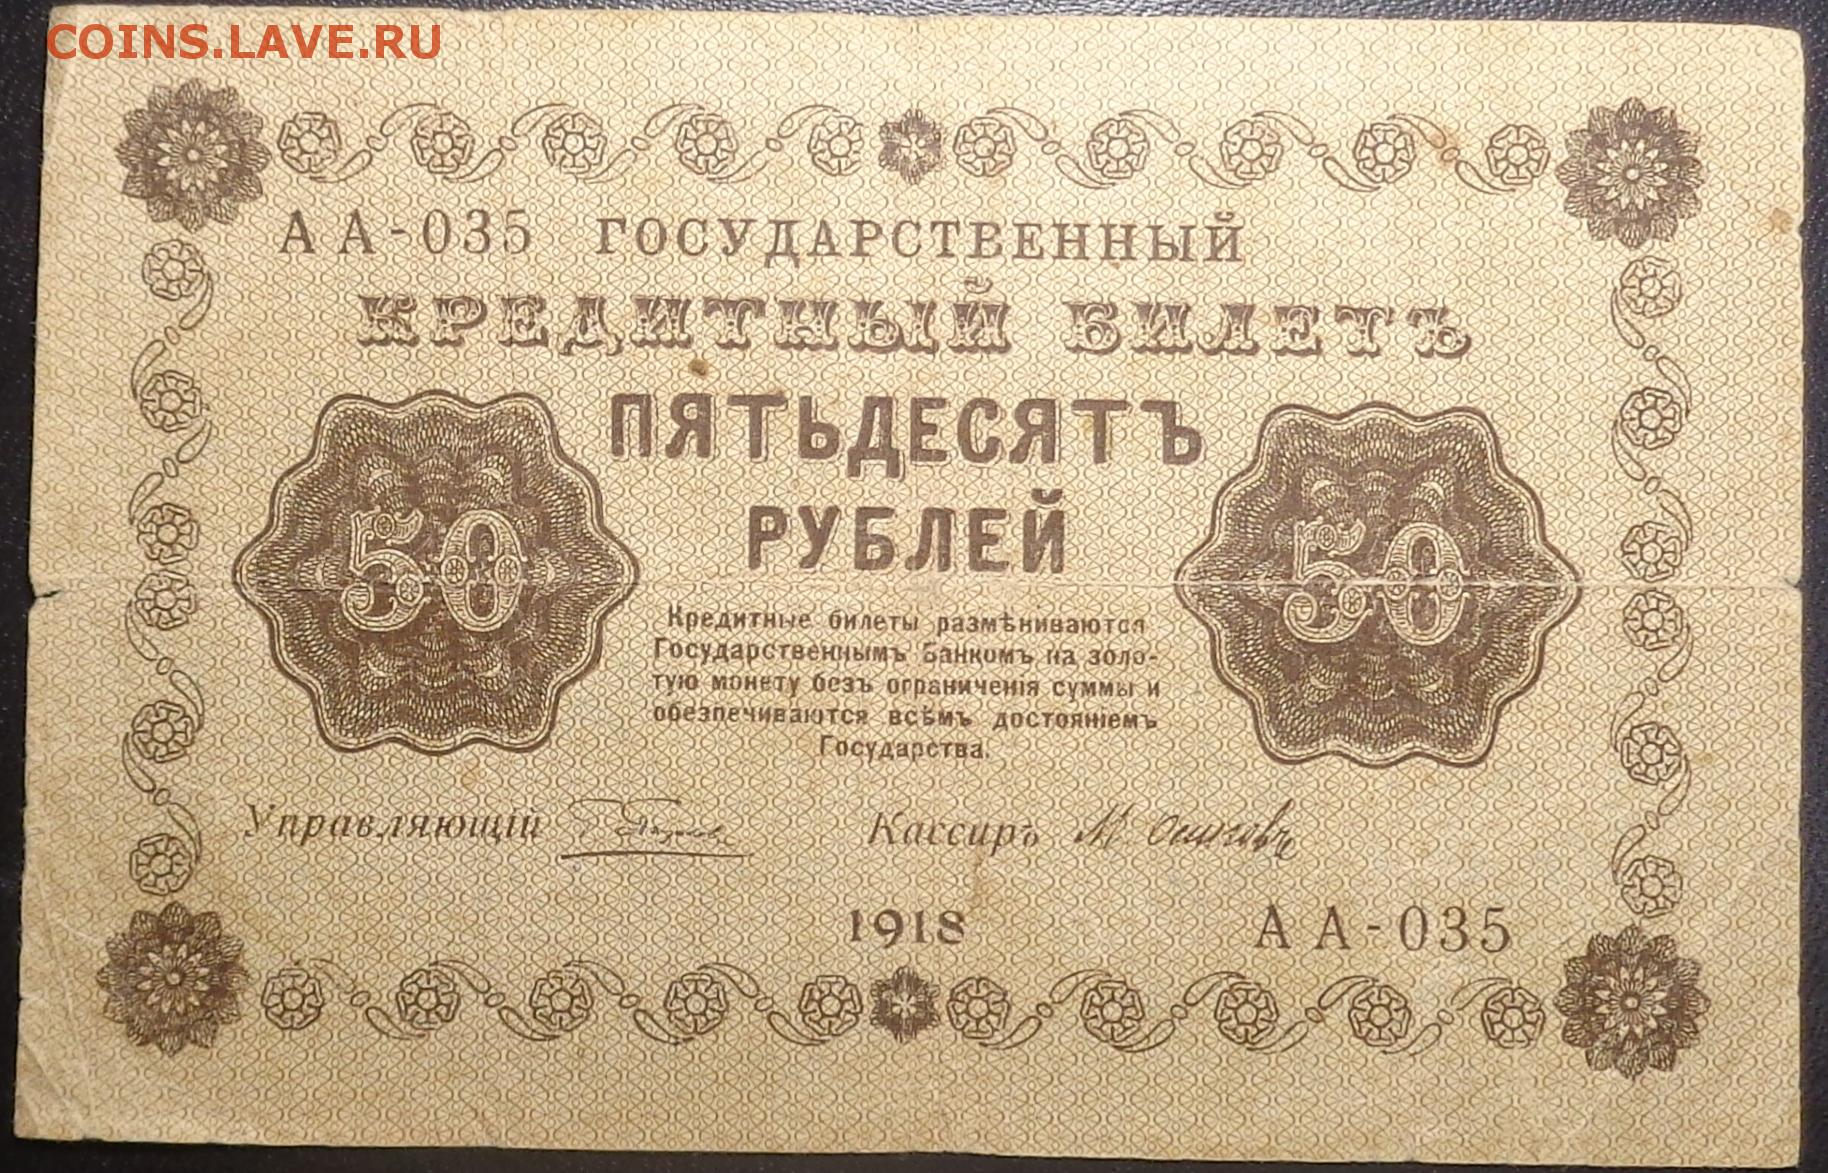 COINS.LAVE.RU
АА-035 ГОСУДАРСТВЕННЫЙ
КРЕДИТНЫЙ БИЛЕТЪ
ПЯТЬДЕСЯТЪ
РУБЛЕЙ
50
50
Кредитные билеты размѣниваются
Государственнымъ Банкомъ на золо-
тую монету безъ ограниченія суммы и
обезпечиваются всѣмъ достояніемъ
Государства.
Управляющій
Кассиръ М Осиповъ
1918
АА-035